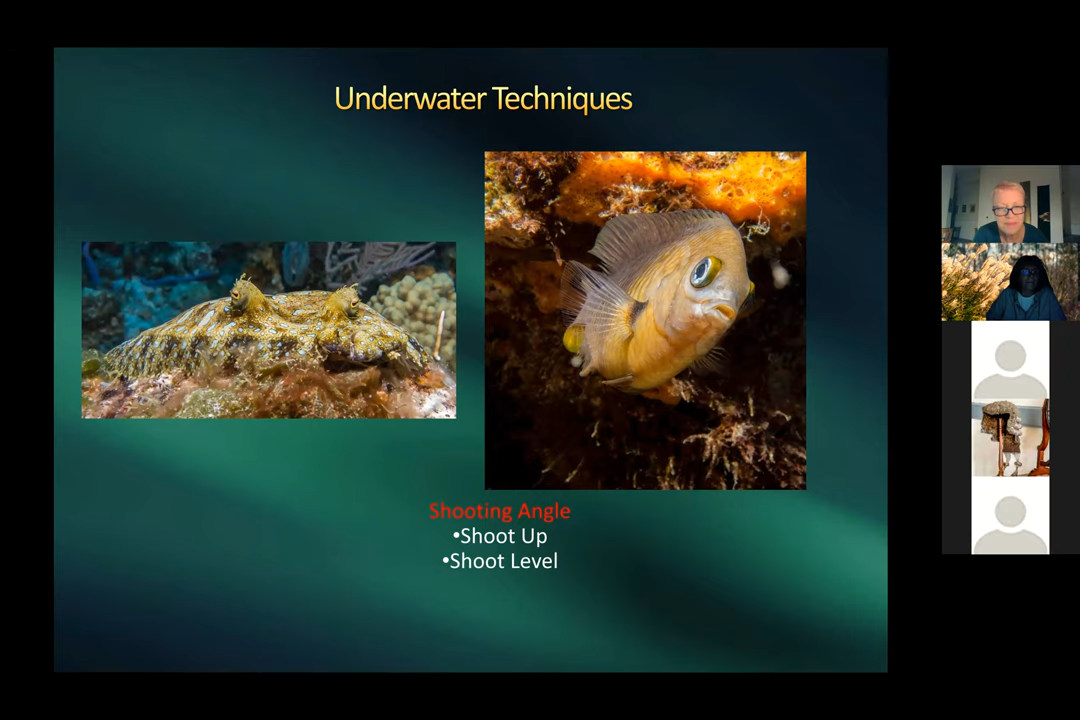 Underwater Techniques
Shooting Angle
•Shoot Up
•Shoot Level